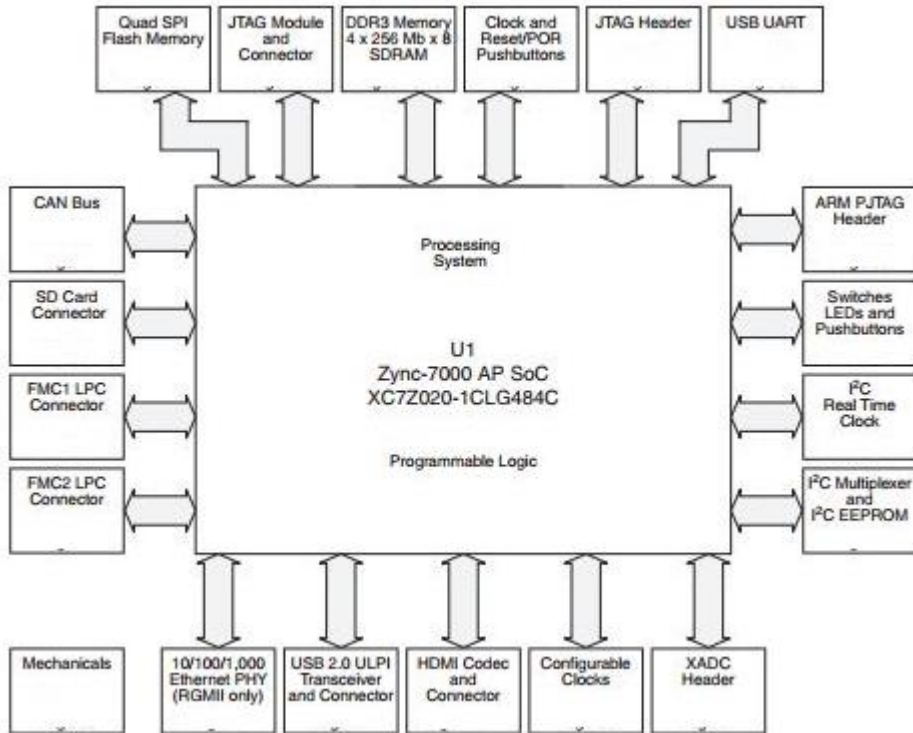 Quad SPI
Flash Memory
JTAG Module
and
Connector
DDR3 Memory
4 x 256 Mb x 8
SDRAM
Clock and
Reset/POR
Pushbuttons
JTAG Header
USB UART
CAN Bus
SD Card
Connector
FMC1 LPC
Connector
FMC2 LPC
Connector
Processing
System
U1
Zync-7000 AP SoC
XC7Z020-1CLG484C
Programmable Logic
ARM PJTAG
Header
Switches
LEDs and
Pushbuttons
I²C
Real Time
Clock
I²C Multiplexer
and
I²C EEPROM
Mechanicals
10/100/1,000
Ethernet PHY
(RGMII only)
USB 2.0 ULPI
Transceiver
and Connector
HDMI Codec
and
Connector
Configurable
Clocks
XADC
Header